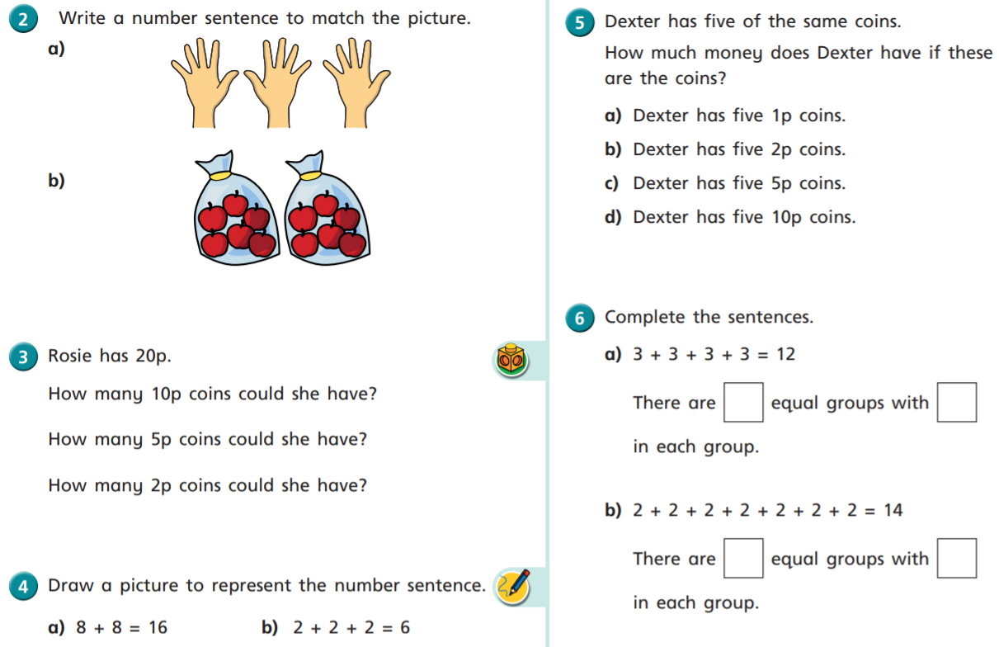 2 Write a number sentence to match the picture.
a)
b)
3 Rosie has 20p.
How many 10p coins could she have?
How many 5p coins could she have?
How many 2p coins could she have?
4 Draw a picture to represent the number sentence.
a) 8 + 8 = 16 b) 2 + 2 + 2 = 6
5 Dexter has five of the same coins.
How much money does Dexter have if these
are the coins?
a) Dexter has five 1p coins.
b) Dexter has five 2p coins.
c) Dexter has five 5p coins.
d) Dexter has five 10p coins.
6 Complete the sentences.
a) 3 + 3 + 3 + 3 = 12
There are equal groups with
in each group.
b) 2 + 2 + 2 + 2 + 2 + 2 + 2 = 14
There are equal groups with
in each group.